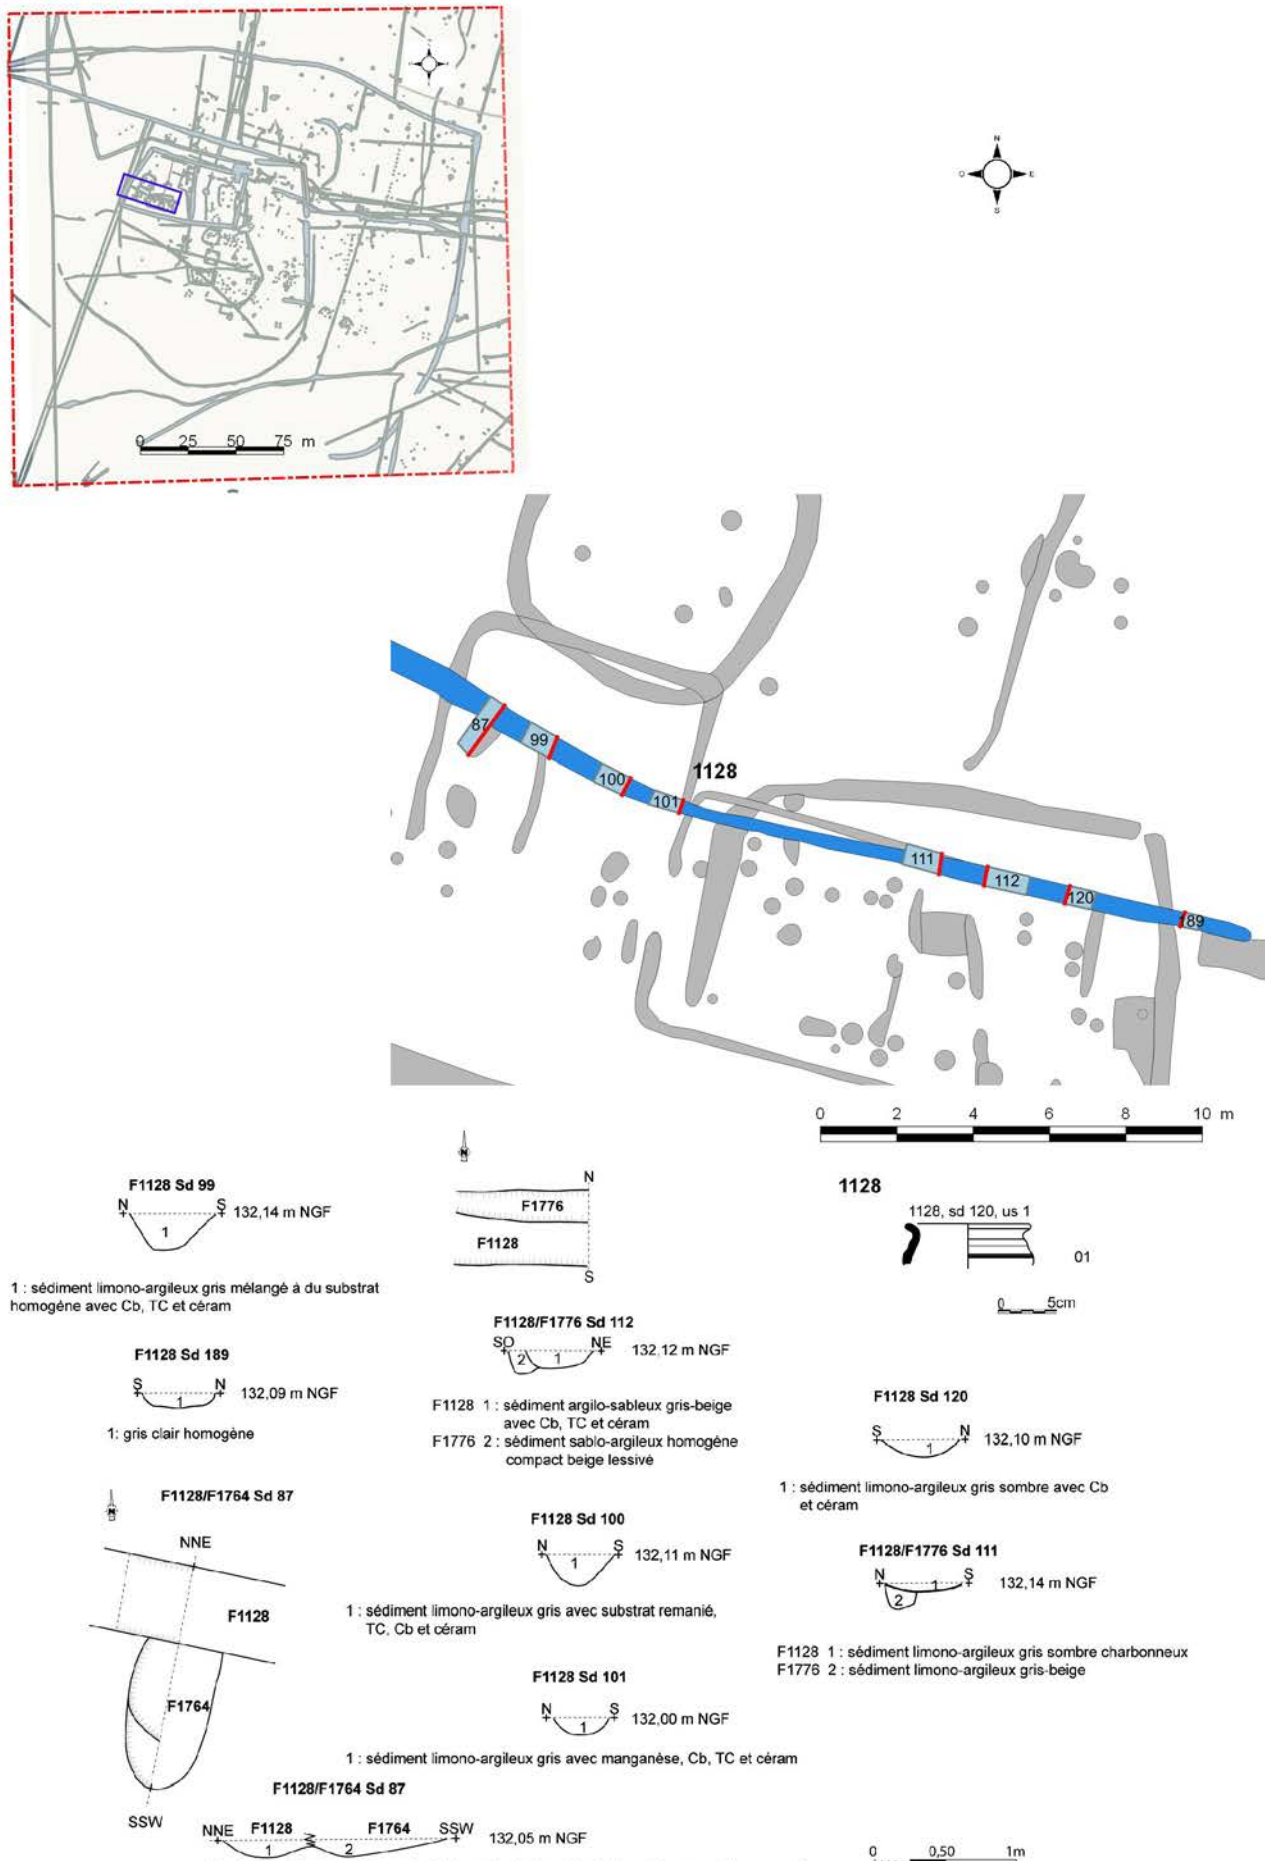 0 25 50 75 m
N
O E
S
87
99
100
101
1128
111
112
120
189
0 2 4 6 8 10 m
F1128 Sd 99
N S 132,14 m NGF
1
1 : sédiment limono-argileux gris mélangé à du substrat
homogéne avec Cb, TC et céram
F1128 Sd 189
S N 132,09 m NGF
1
1: gris clair homogène
N
N
F1776
F1128
S
F1128/F1776 Sd 112
SO NE 132,12 m NGF
2 1
F1128 1 : sédiment argilo-sableux gris-beige
avec Cb, TC et céram
F1776 2 : sédiment sablo-argileux homogéne
compact beige lessivé
1128
1128, sd 120, us 1
01
0 5cm
F1128 Sd 120
S N 132,10 m NGF
1
1 : sédiment limono-argileux gris sombre avec Cb
et céram
F1128/F1764 Sd 87
N
NNE
F1128
F1764
SSW
F1128 Sd 100
N S 132,11 m NGF
1
1 : sédiment limono-argileux gris avec substrat remanié,
TC, Cb et céram
F1128/F1776 Sd 111
N S 132,14 m NGF
1
2
F1128 1 : sédiment limono-argileux gris sombre charbonneux
F1776 2 : sédiment limono-argileux gris-beige
F1128 Sd 101
N S 132,00 m NGF
1
1 : sédiment limono-argileux gris avec manganèse, Cb, TC et céram
F1128/F1764 Sd 87
NNE F1128 F1764 SSW 132,05 m NGF
1 2
0 0,50 1m